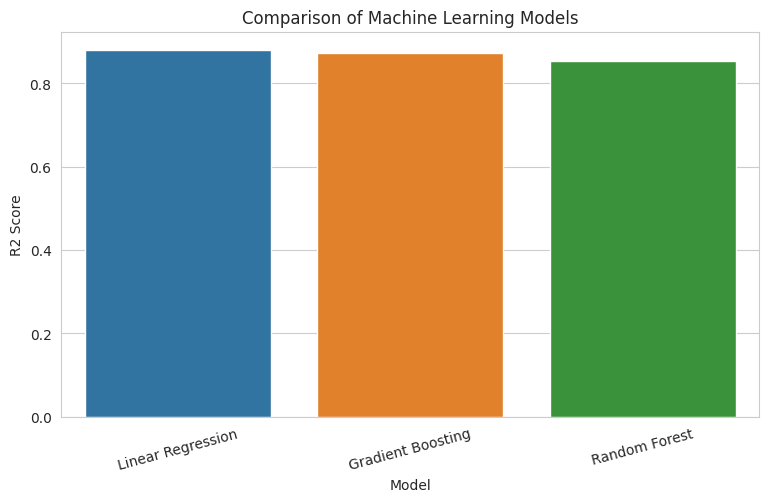 Comparison of Machine Learning Models
R2 Score
0.8
0.6
0.4
0.2
0.0
Linear Regression
Gradient Boosting
Random Forest
Model